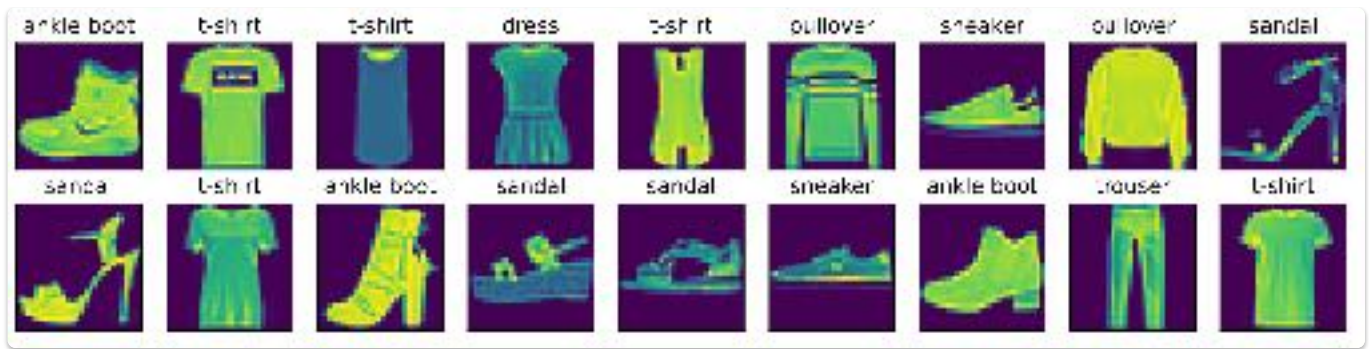 ankle boot t-shirt t-shirt dress t-shirt pullover sneaker pullover sandal
sandal t-shirt ankle boot sandal sandal sneaker ankle boot trouser t-shirt